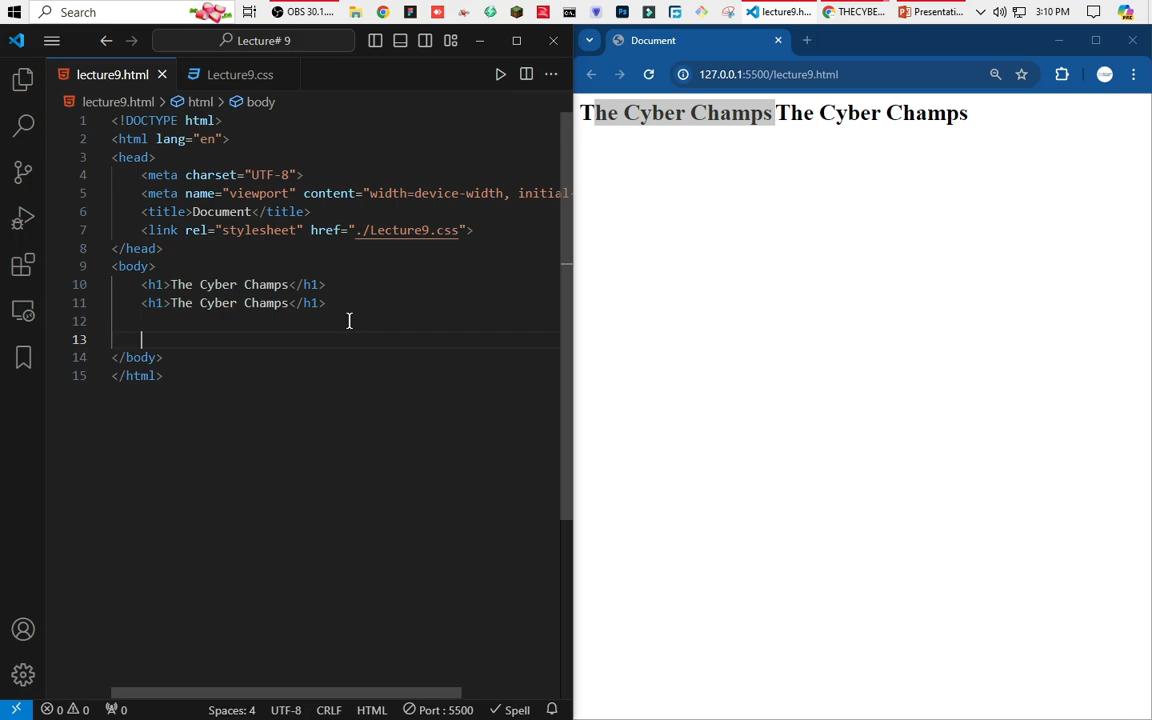 Search
OBS 30.1....
lecture9.h...
THECYBE...
Presentati...
3:10 PM
Lecture# 9
Document
lecture9.html
Lecture9.css
127.0.0.1:5500/lecture9.html
lecture9.html > html > body
The Cyber Champs The Cyber Champs
1 <!DOCTYPE html>
2 <html lang="en">
3 <head>
4 <meta charset="UTF-8">
5 <meta name="viewport" content="width=device-width, initial-
6 <title>Document</title>
7 <link rel="stylesheet" href="./Lecture9.css">
8 </head>
9 <body>
10 <h1>The Cyber Champs</h1>
11 <h1>The Cyber Champs</h1>
12
13
14 </body>
15 </html>
0 0 0 Spaces: 4 UTF-8 CRLF HTML Port : 5500 Spell